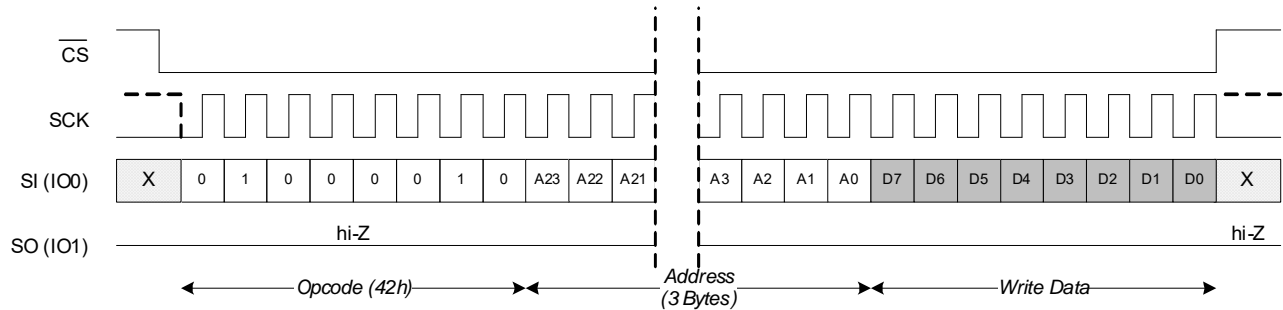 CS
SCK
SI (IO0) X 0 1 0 0 0 0 1 0 A23 A22 A21 A3 A2 A1 A0 D7 D6 D5 D4 D3 D2 D1 D0 X
hi-Z hi-Z
SO (IO1)
Opcode (42h) Address Write Data
(3 Bytes)